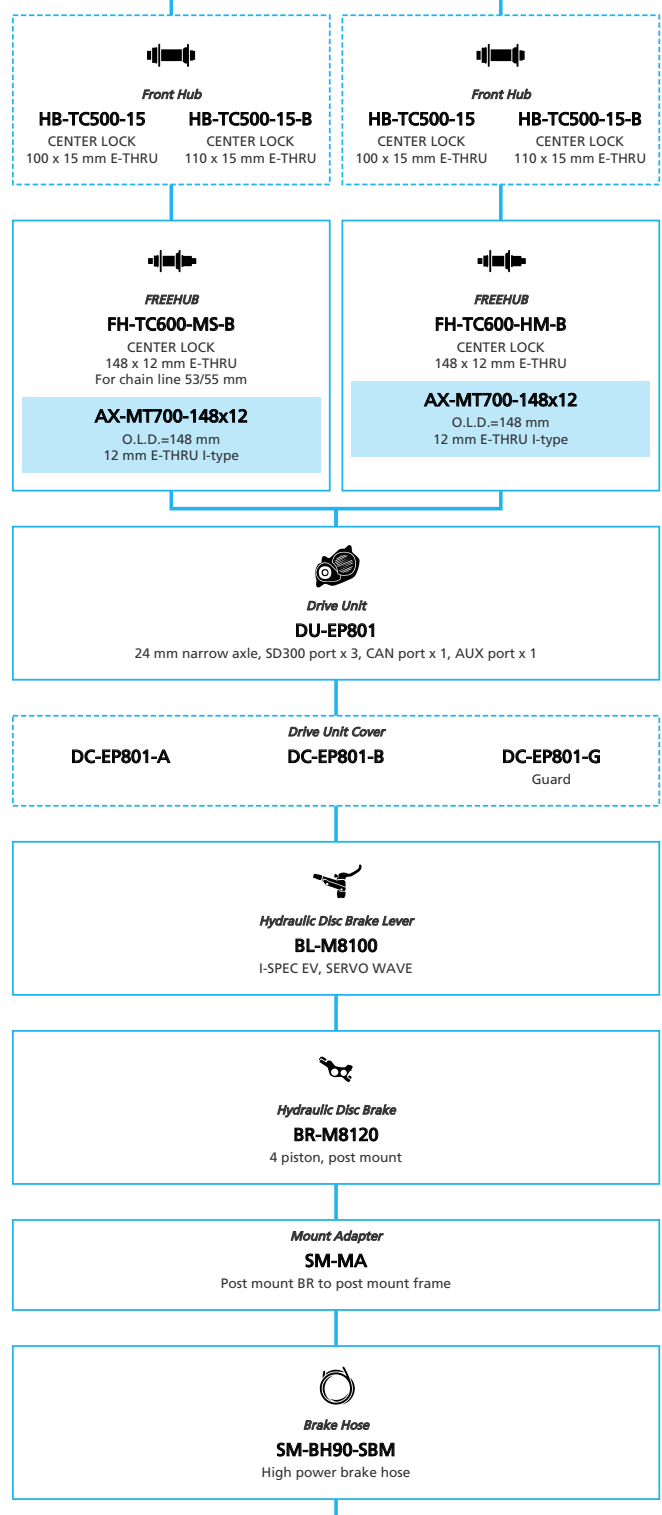 Front Hub
HB-TC500-15
CENTER LOCK
100 x 15 mm E-THRU
HB-TC500-15-B
CENTER LOCK
110 x 15 mm E-THRU
Front Hub
HB-TC500-15
CENTER LOCK
100 x 15 mm E-THRU
HB-TC500-15-B
CENTER LOCK
110 x 15 mm E-THRU
FREEHUB
FH-TC600-MS-B
CENTER LOCK
148 x 12 mm E-THRU
For chain line 53/55 mm
AX-MT700-148x12
O.L.D.=148 mm
12 mm E-THRU I-type
FREEHUB
FH-TC600-HM-B
CENTER LOCK
148 x 12 mm E-THRU
AX-MT700-148x12
O.L.D.=148 mm
12 mm E-THRU I-type
Drive Unit
DU-EP801
24 mm narrow axle, SD300 port x 3, CAN port x 1, AUX port x 1
Drive Unit Cover
DC-EP801-A
DC-EP801-B
DC-EP801-G
Guard
Hydraulic Disc Brake Lever
BL-M8100
I-SPEC EV, SERVO WAVE
Hydraulic Disc Brake
BR-M8120
4 piston, post mount
Mount Adapter
SM-MA
Post mount BR to post mount frame
Brake Hose
SM-BH90-SBM
High power brake hose